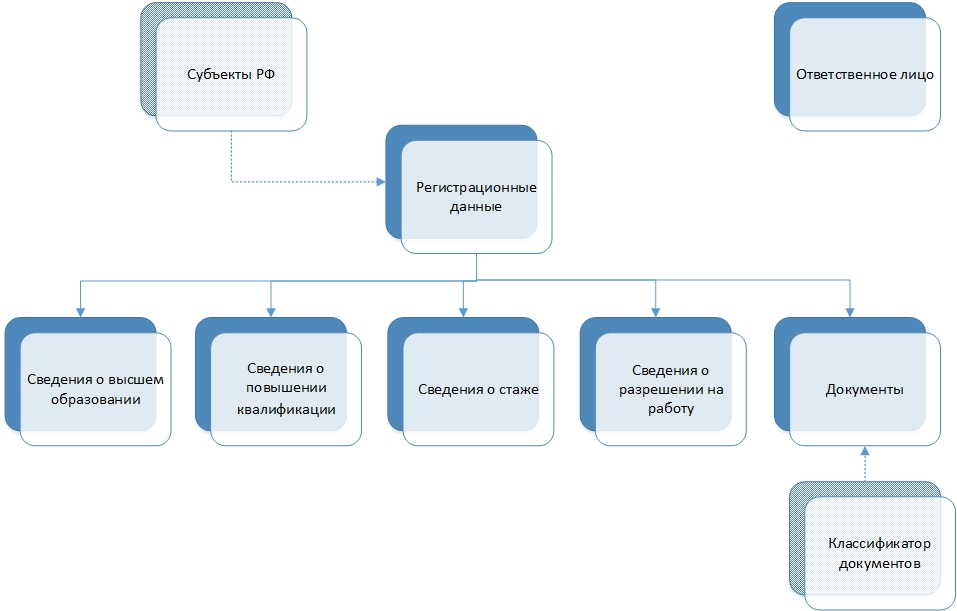 Субъекты РФ
Ответственное лицо
Регистрационные
данные
Сведения о высшем
образовании
Сведения о
повышении
квалификации
Сведения о стаже
Сведения о
разрешении на
работу
Документы
Классификатор
документов